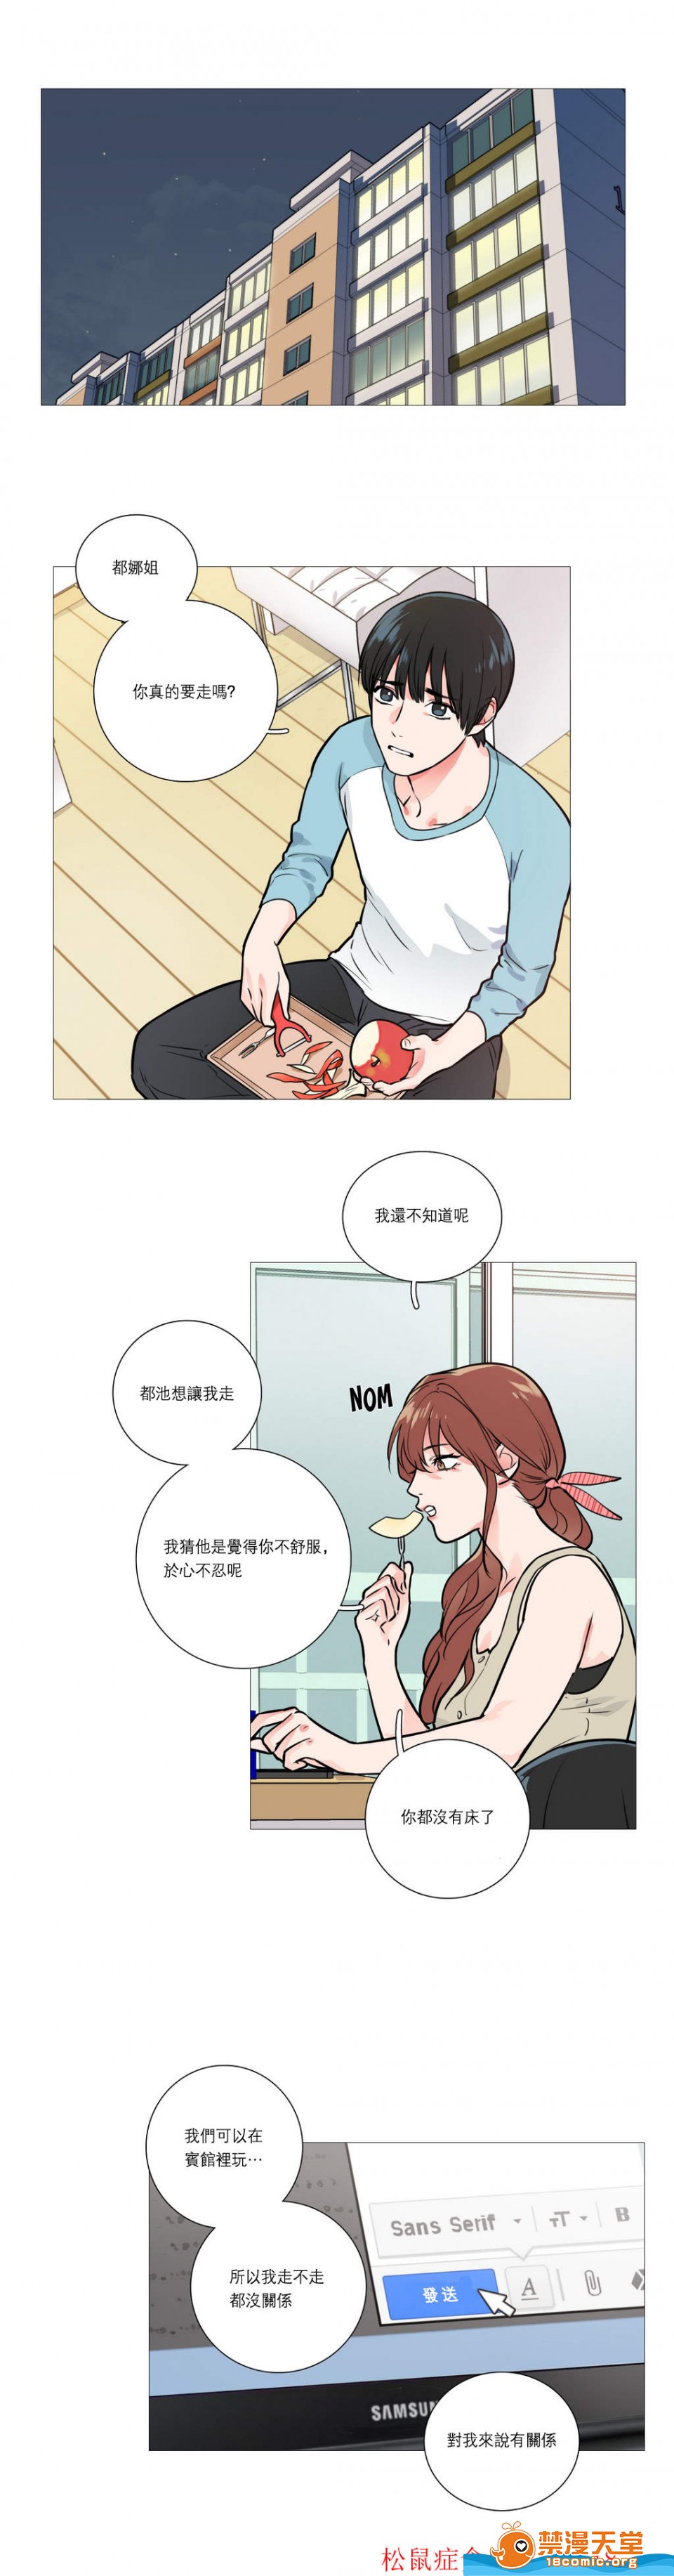 都娜姐
你真的要走嗎?
我還不知道呢
都池想讓我走
NOM
我猜他是覺得你不舒服，
於心不忍呢
你都沒有床了
我們可以在
賓館裡玩…
Sans Serif
TT
B
所以我走不走
都沒關係
發送
A
SAMSUN
對我來說有關係
松鼠症
禁漫天堂
18comic.org